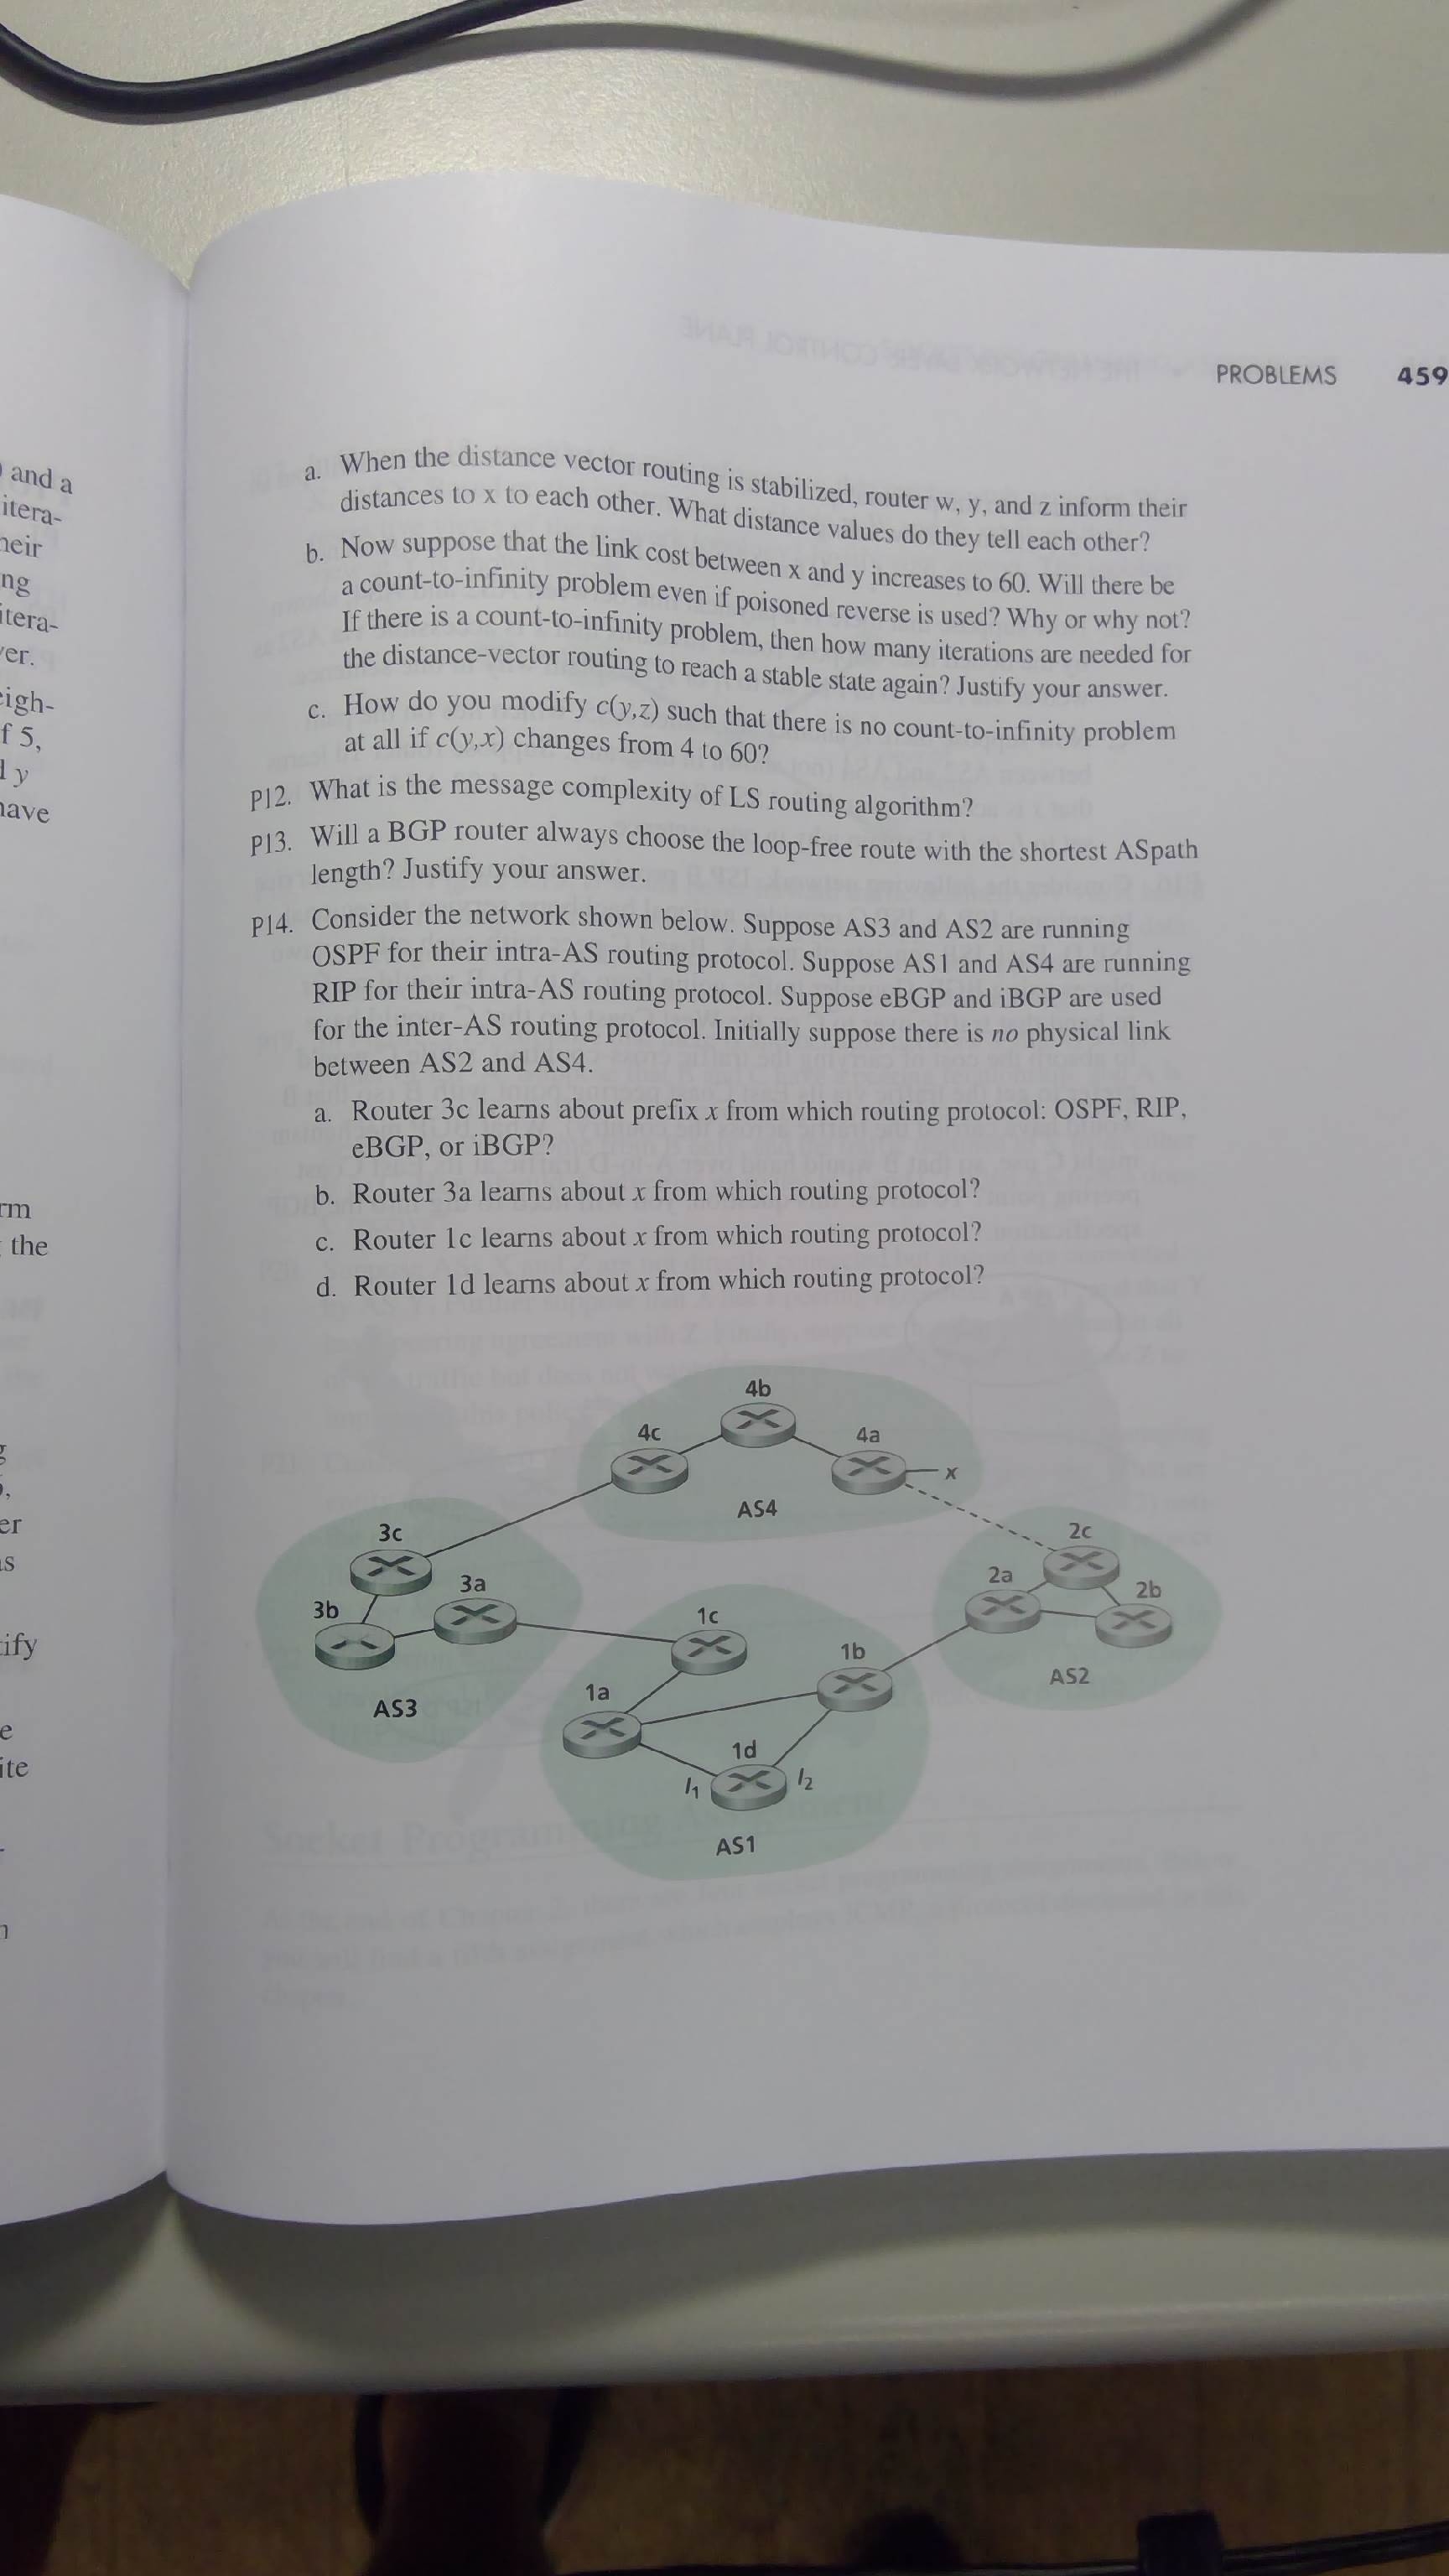 PROBLEMS 459
and a
itera-
ng
itera-
f 5,
y
the
a. When the distance vector routing is stabilized, router w, y, and z inform their
distances to x to each other. What distance values do they tell each other?
b. Now suppose that the link cost between x and y increases to 60. Will there be
a count-to-infinity problem even if poisoned reverse is used? Why or why not?
If there is a count-to-infinity problem, then how many iterations are needed for
the distance-vector routing to reach a stable state again? Justify your answer.
c. How do you modify c(y,z) such that there is no count-to-infinity problem
at all if c(y,x) changes from 4 to 60?
P12. What is the message complexity of LS routing algorithm?
P13. Will a BGP router always choose the loop-free route with the shortest ASpath
length? Justify your answer.
P14. Consider the network shown below. Suppose AS3 and AS2 are running
OSPF for their intra-AS routing protocol. Suppose AS1 and AS4 are running
RIP for their intra-AS routing protocol. Suppose eBGP and iBGP are used
for the inter-AS routing protocol. Initially suppose there is no physical link
between AS2 and AS4.
a. Router 3c learns about prefix x from which routing protocol: OSPF, RIP,
eBGP, or iBGP?
b. Router 3a learns about x from which routing protocol?
c. Router 1c learns about x from which routing protocol?
d. Router 1d learns about x from which routing protocol?
4b
4c
4a
x
AS4
3c
2c
3a
2a
2b
3b
1c
1b
AS2
1a
AS3
1d
I1
I2
AS1